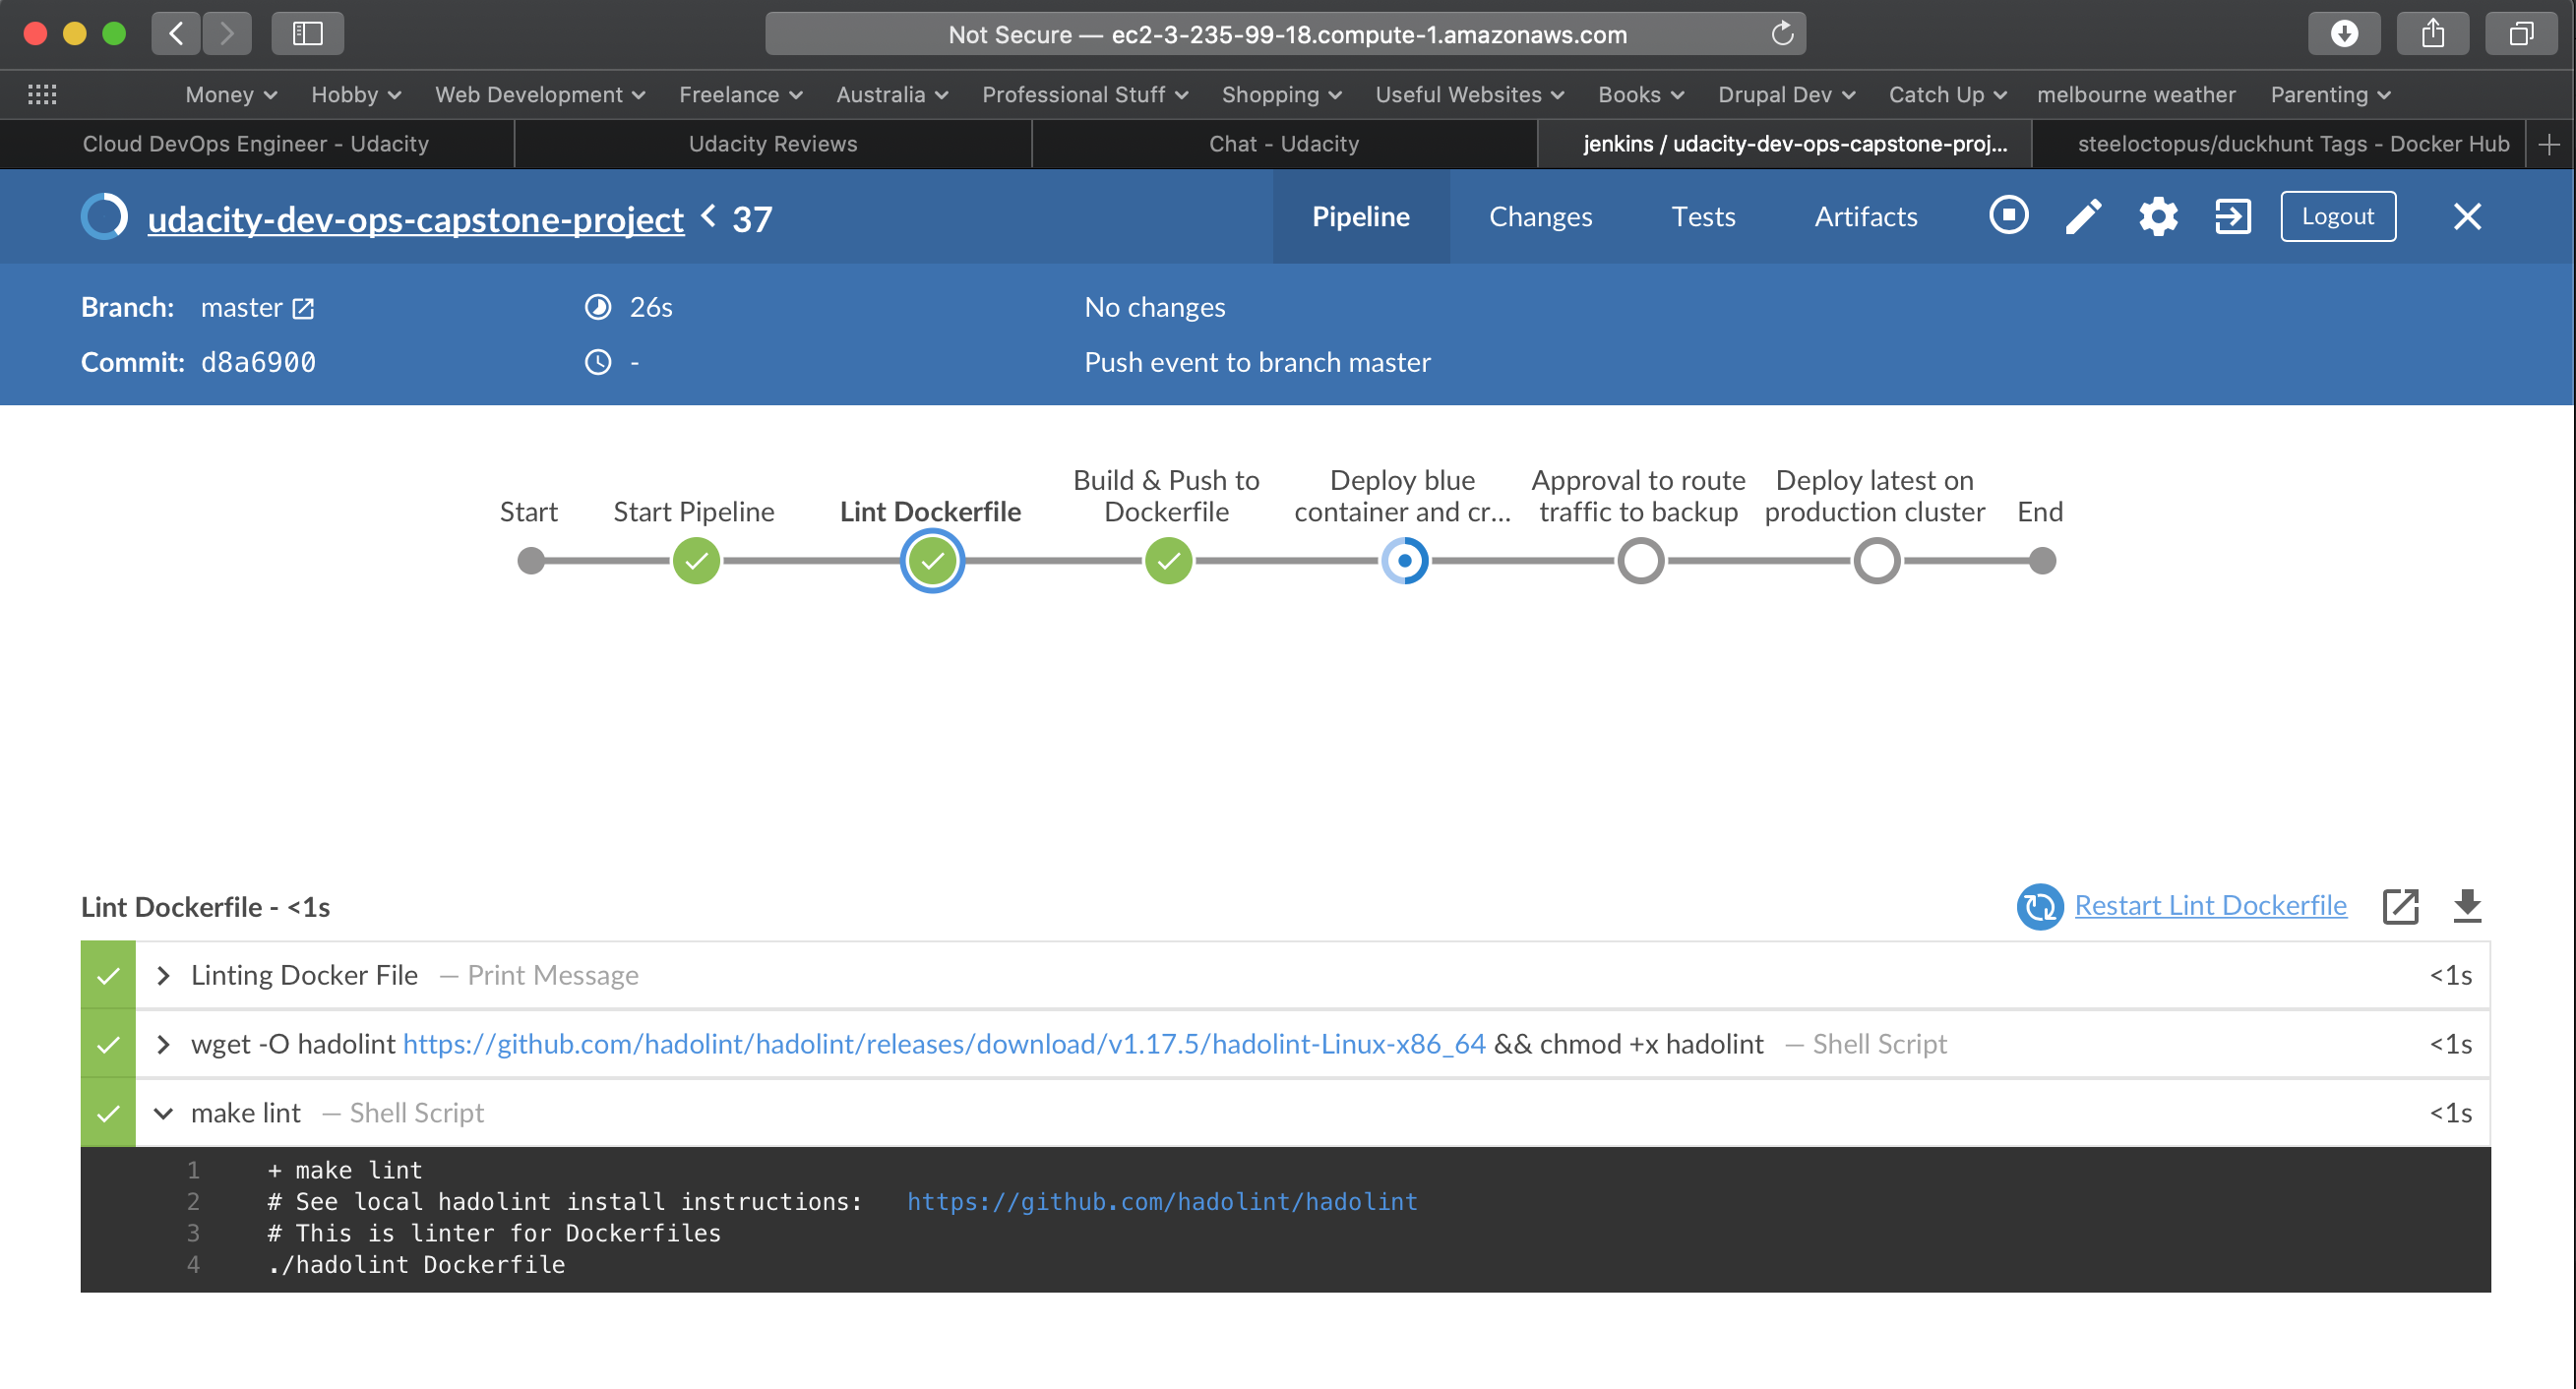 Not Secure — ec2-3-235-99-18.compute-1.amazonaws.com
Money Hobby Web Development Freelance Australia Professional Stuff Shopping Useful Websites Books Drupal Dev Catch Up melbourne weather Parenting
Cloud DevOps Engineer - Udacity Udacity Reviews Chat - Udacity jenkins / udacity-dev-ops-capstone-proj... steeloctopus/duckhunt Tags - Docker Hub
udacity-dev-ops-capstone-project < 37 Pipeline Changes Tests Artifacts Logout
Branch: master 26s No changes
Commit: d8a6900 - Push event to branch master
Start
Start Pipeline
Lint Dockerfile
Build & Push to
Dockerfile
Deploy blue
container and cr...
Approval to route
traffic to backup
Deploy latest on
production cluster
End
Lint Dockerfile - <1s Restart Lint Dockerfile
Linting Docker File — Print Message <1s
wget -O hadolint https://github.com/hadolint/hadolint/releases/download/v1.17.5/hadolint-Linux-x86_64 && chmod +x hadolint — Shell Script <1s
make lint — Shell Script <1s
1 + make lint
2 # See local hadolint install instructions: https://github.com/hadolint/hadolint
3 # This is linter for Dockerfiles
4 ./hadolint Dockerfile